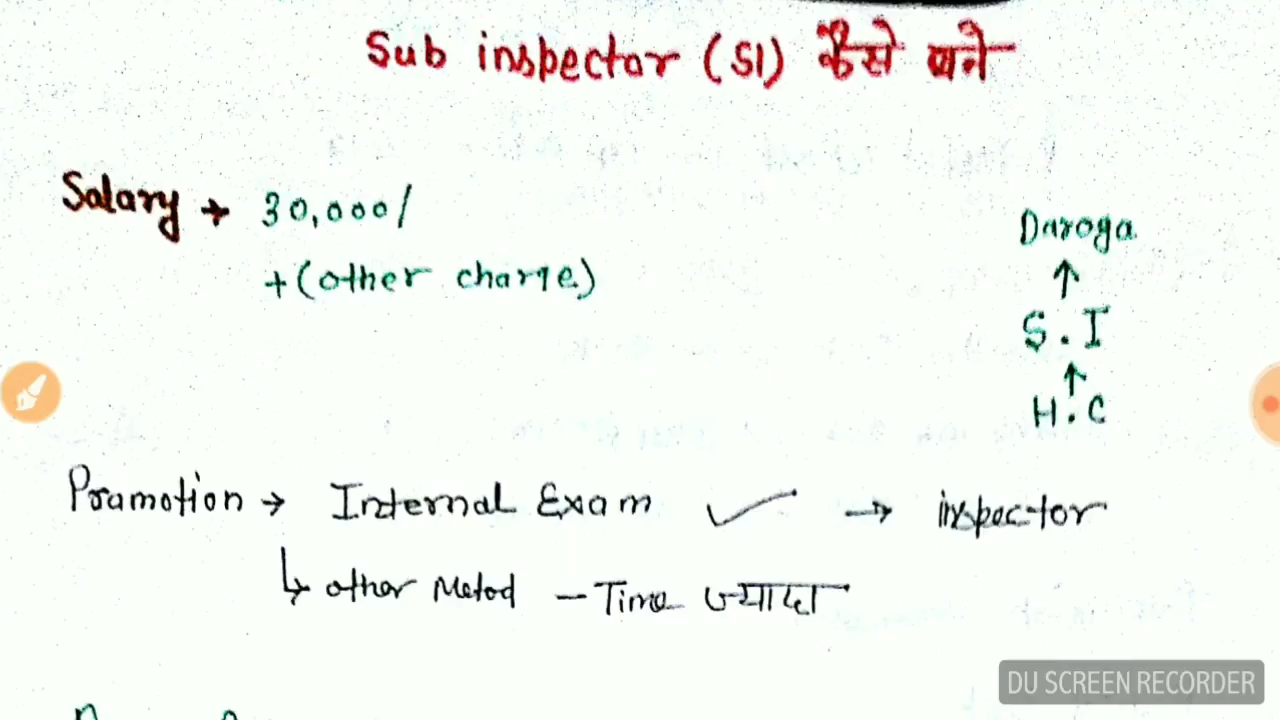 Sub inspector (SI) कैसे बने
Salary → 30,000/
+ (other charge)
Daroga
↑
S.I
↑
H.C
Pramotion → Internal Exam ✓ → inspector
↳ other Metod – Time ज्यादा
DU SCREEN RECORDER